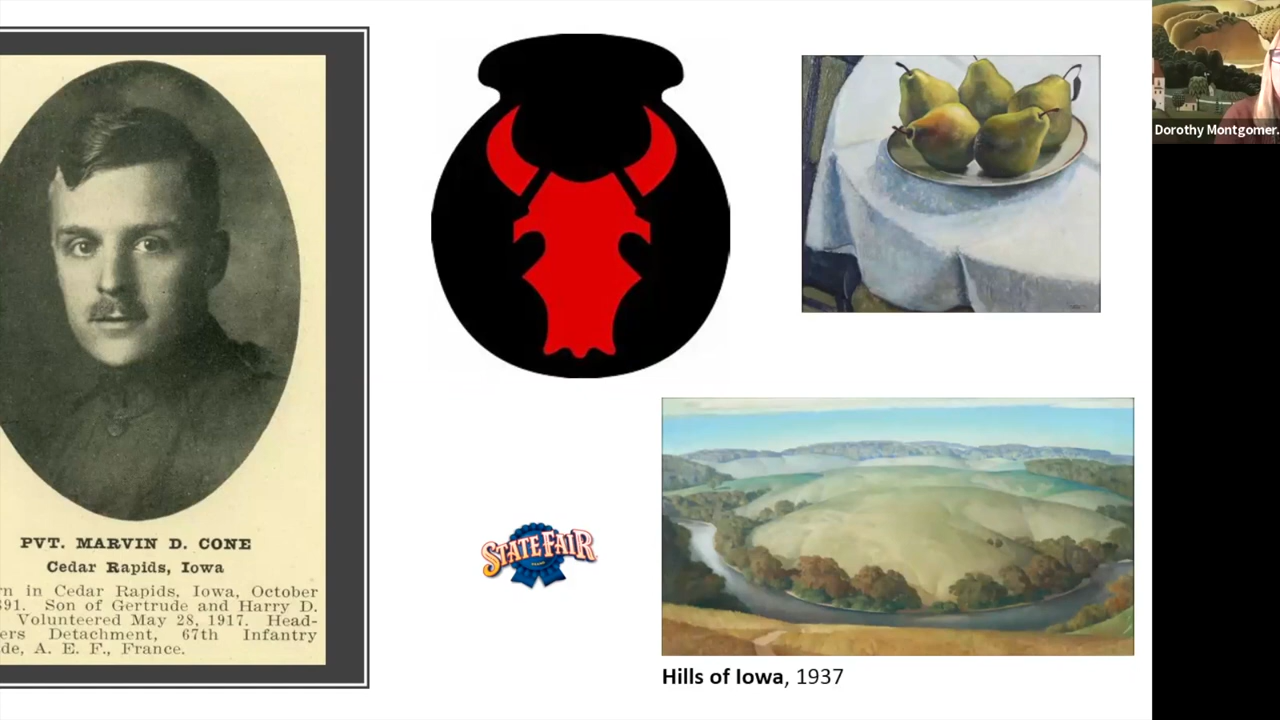 PVT. MARVIN D. CONE
Cedar Rapids, Iowa
rn in Cedar Rapids, Iowa, October
891. Son of Gertrude and Harry D.
Volunteered May 28, 1917. Head-
ers Detachment, 67th Infantry
de, A. E. F., France.
STATE FAIR
Hills of Iowa, 1937
Dorothy Montgomer.